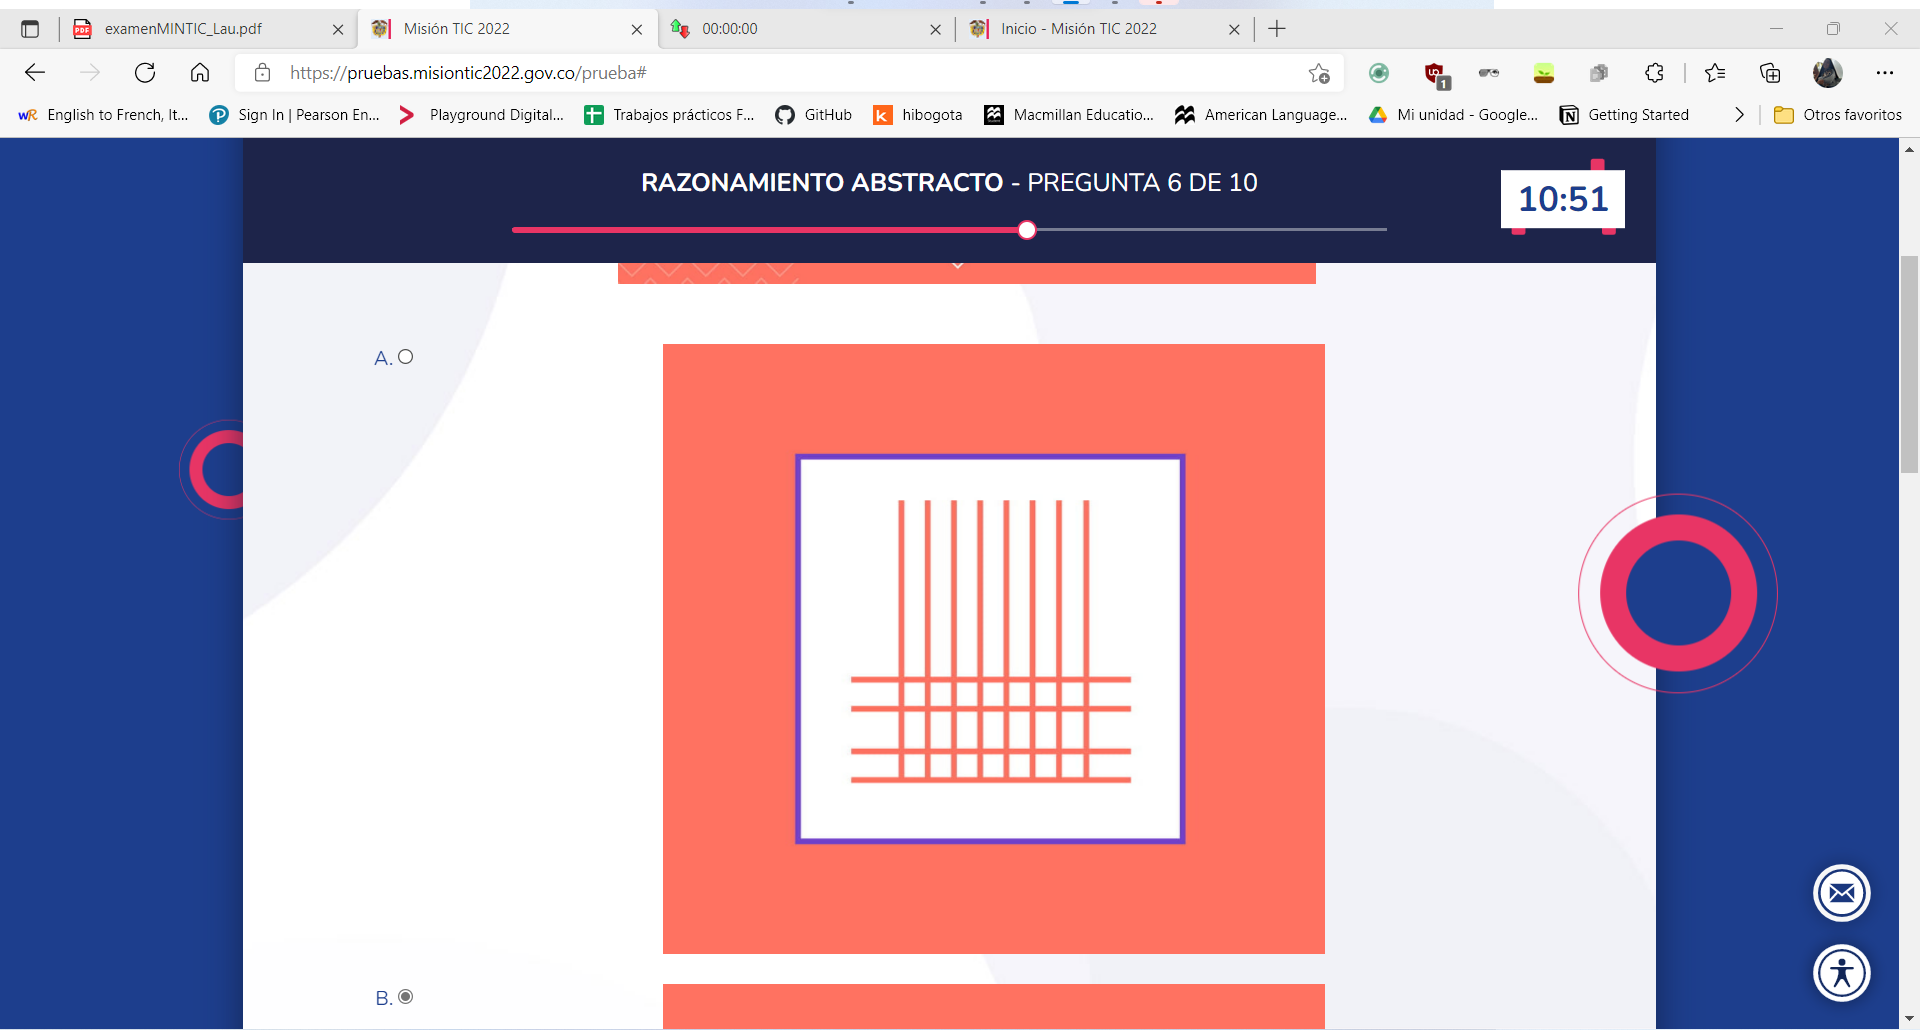 examenMINTIC_Lau.pdf
Misión TIC 2022
00:00:00
Inicio - Misión TIC 2022
https://pruebas.misiontic2022.gov.co/prueba#
1
English to French, It...
Sign In | Pearson En...
Playground Digital...
Trabajos prácticos F...
GitHub
hibogota
Macmillan Educatio...
American Language...
Mi unidad - Google...
Getting Started
Otros favoritos
RAZONAMIENTO ABSTRACTO - PREGUNTA 6 DE 10
10:51
A.
B.